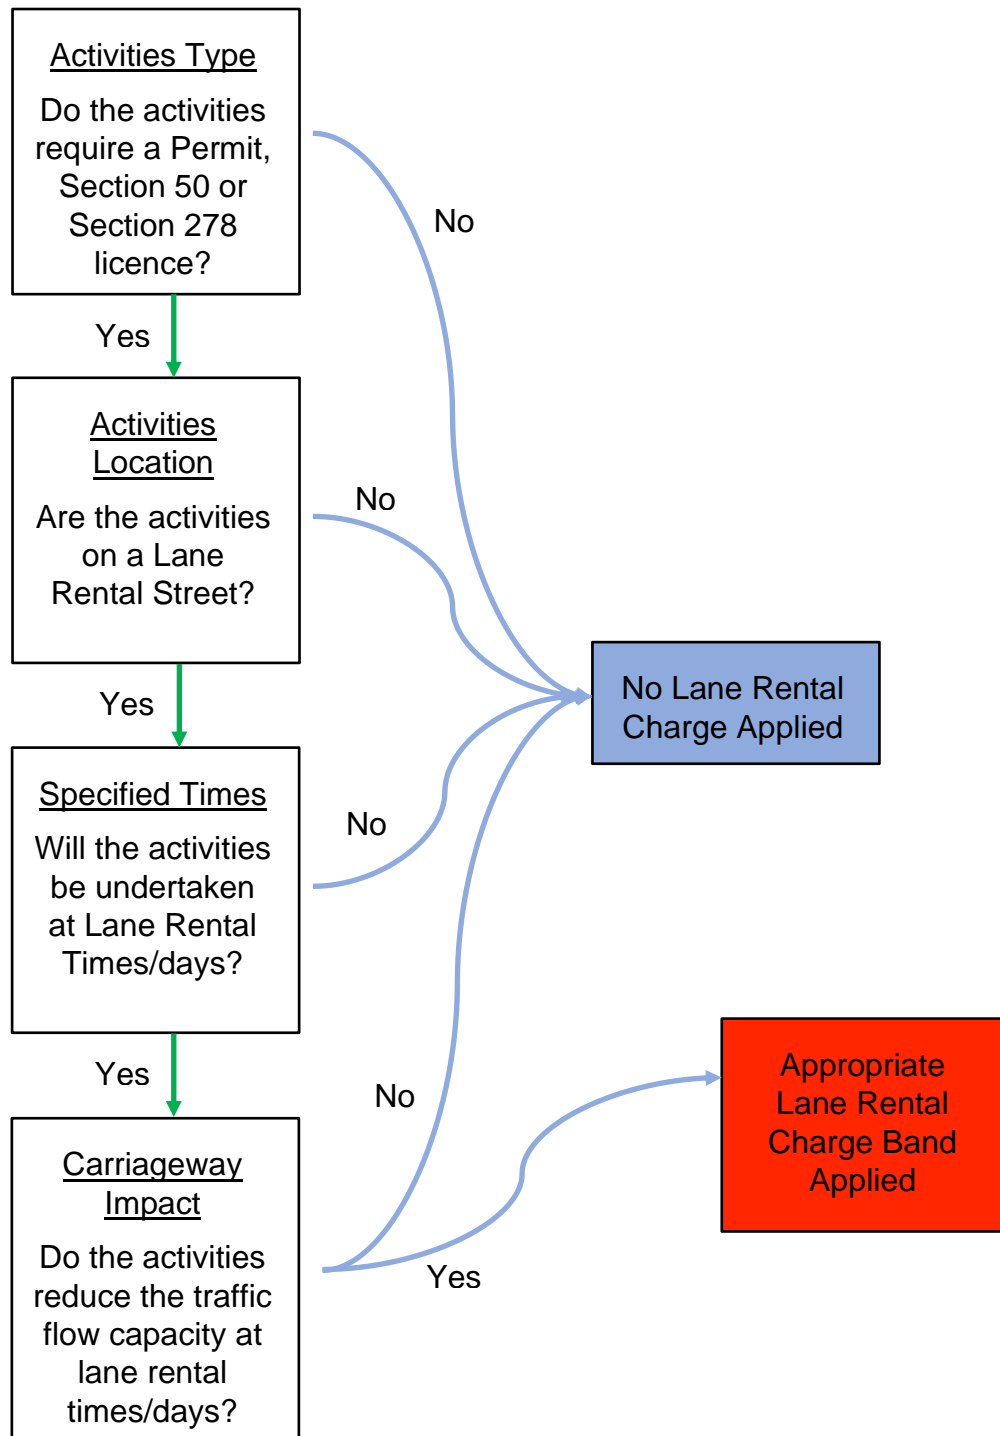 Activities Type
Do the activities
require a Permit,
Section 50 or
Section 278
licence?
No
Yes
Activities
Location
Are the activities
on a Lane
Rental Street?
No
Yes
No Lane Rental
Charge Applied
Specified Times
Will the activities
be undertaken
at Lane Rental
Times/days?
No
Yes
No
Appropriate
Lane Rental
Charge Band
Applied
Carriageway
Impact
Do the activities
reduce the traffic
flow capacity at
lane rental
times/days?
Yes